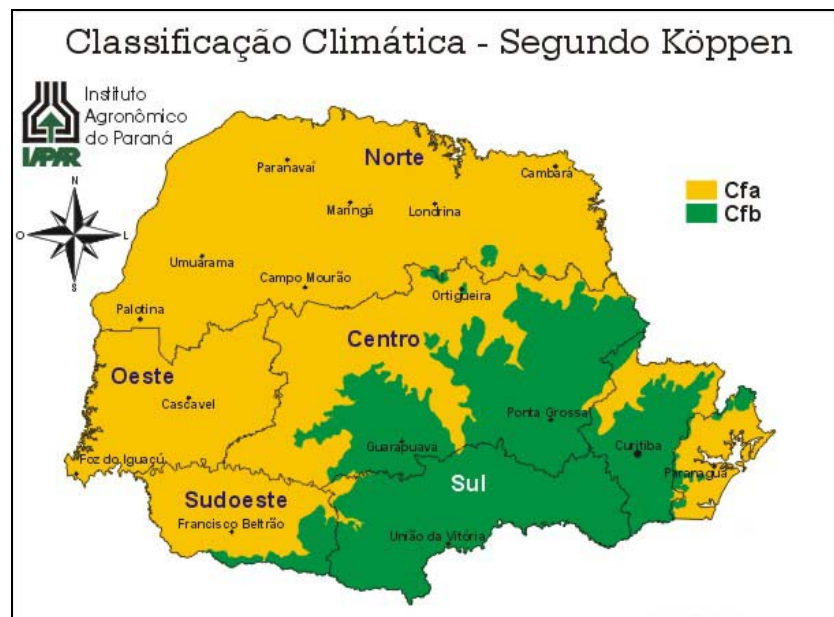 Classificação Climática - Segundo Köppen
Instituto
Agronômico
do Paraná
IAPAR
N
O
L
S
Norte
Paranavaí
Cambará
Maringá
Londrina
Cfa
Cfb
Umuarama
Campo Mourão
Ortigueira
Palotina
Centro
Oeste
Cascavel
Ponta Grossa
Guarapuava
Curitiba
Foz do Iguaçú
Paranaguá
Sudoeste
Sul
Francisco Beltrão
União da Vitória